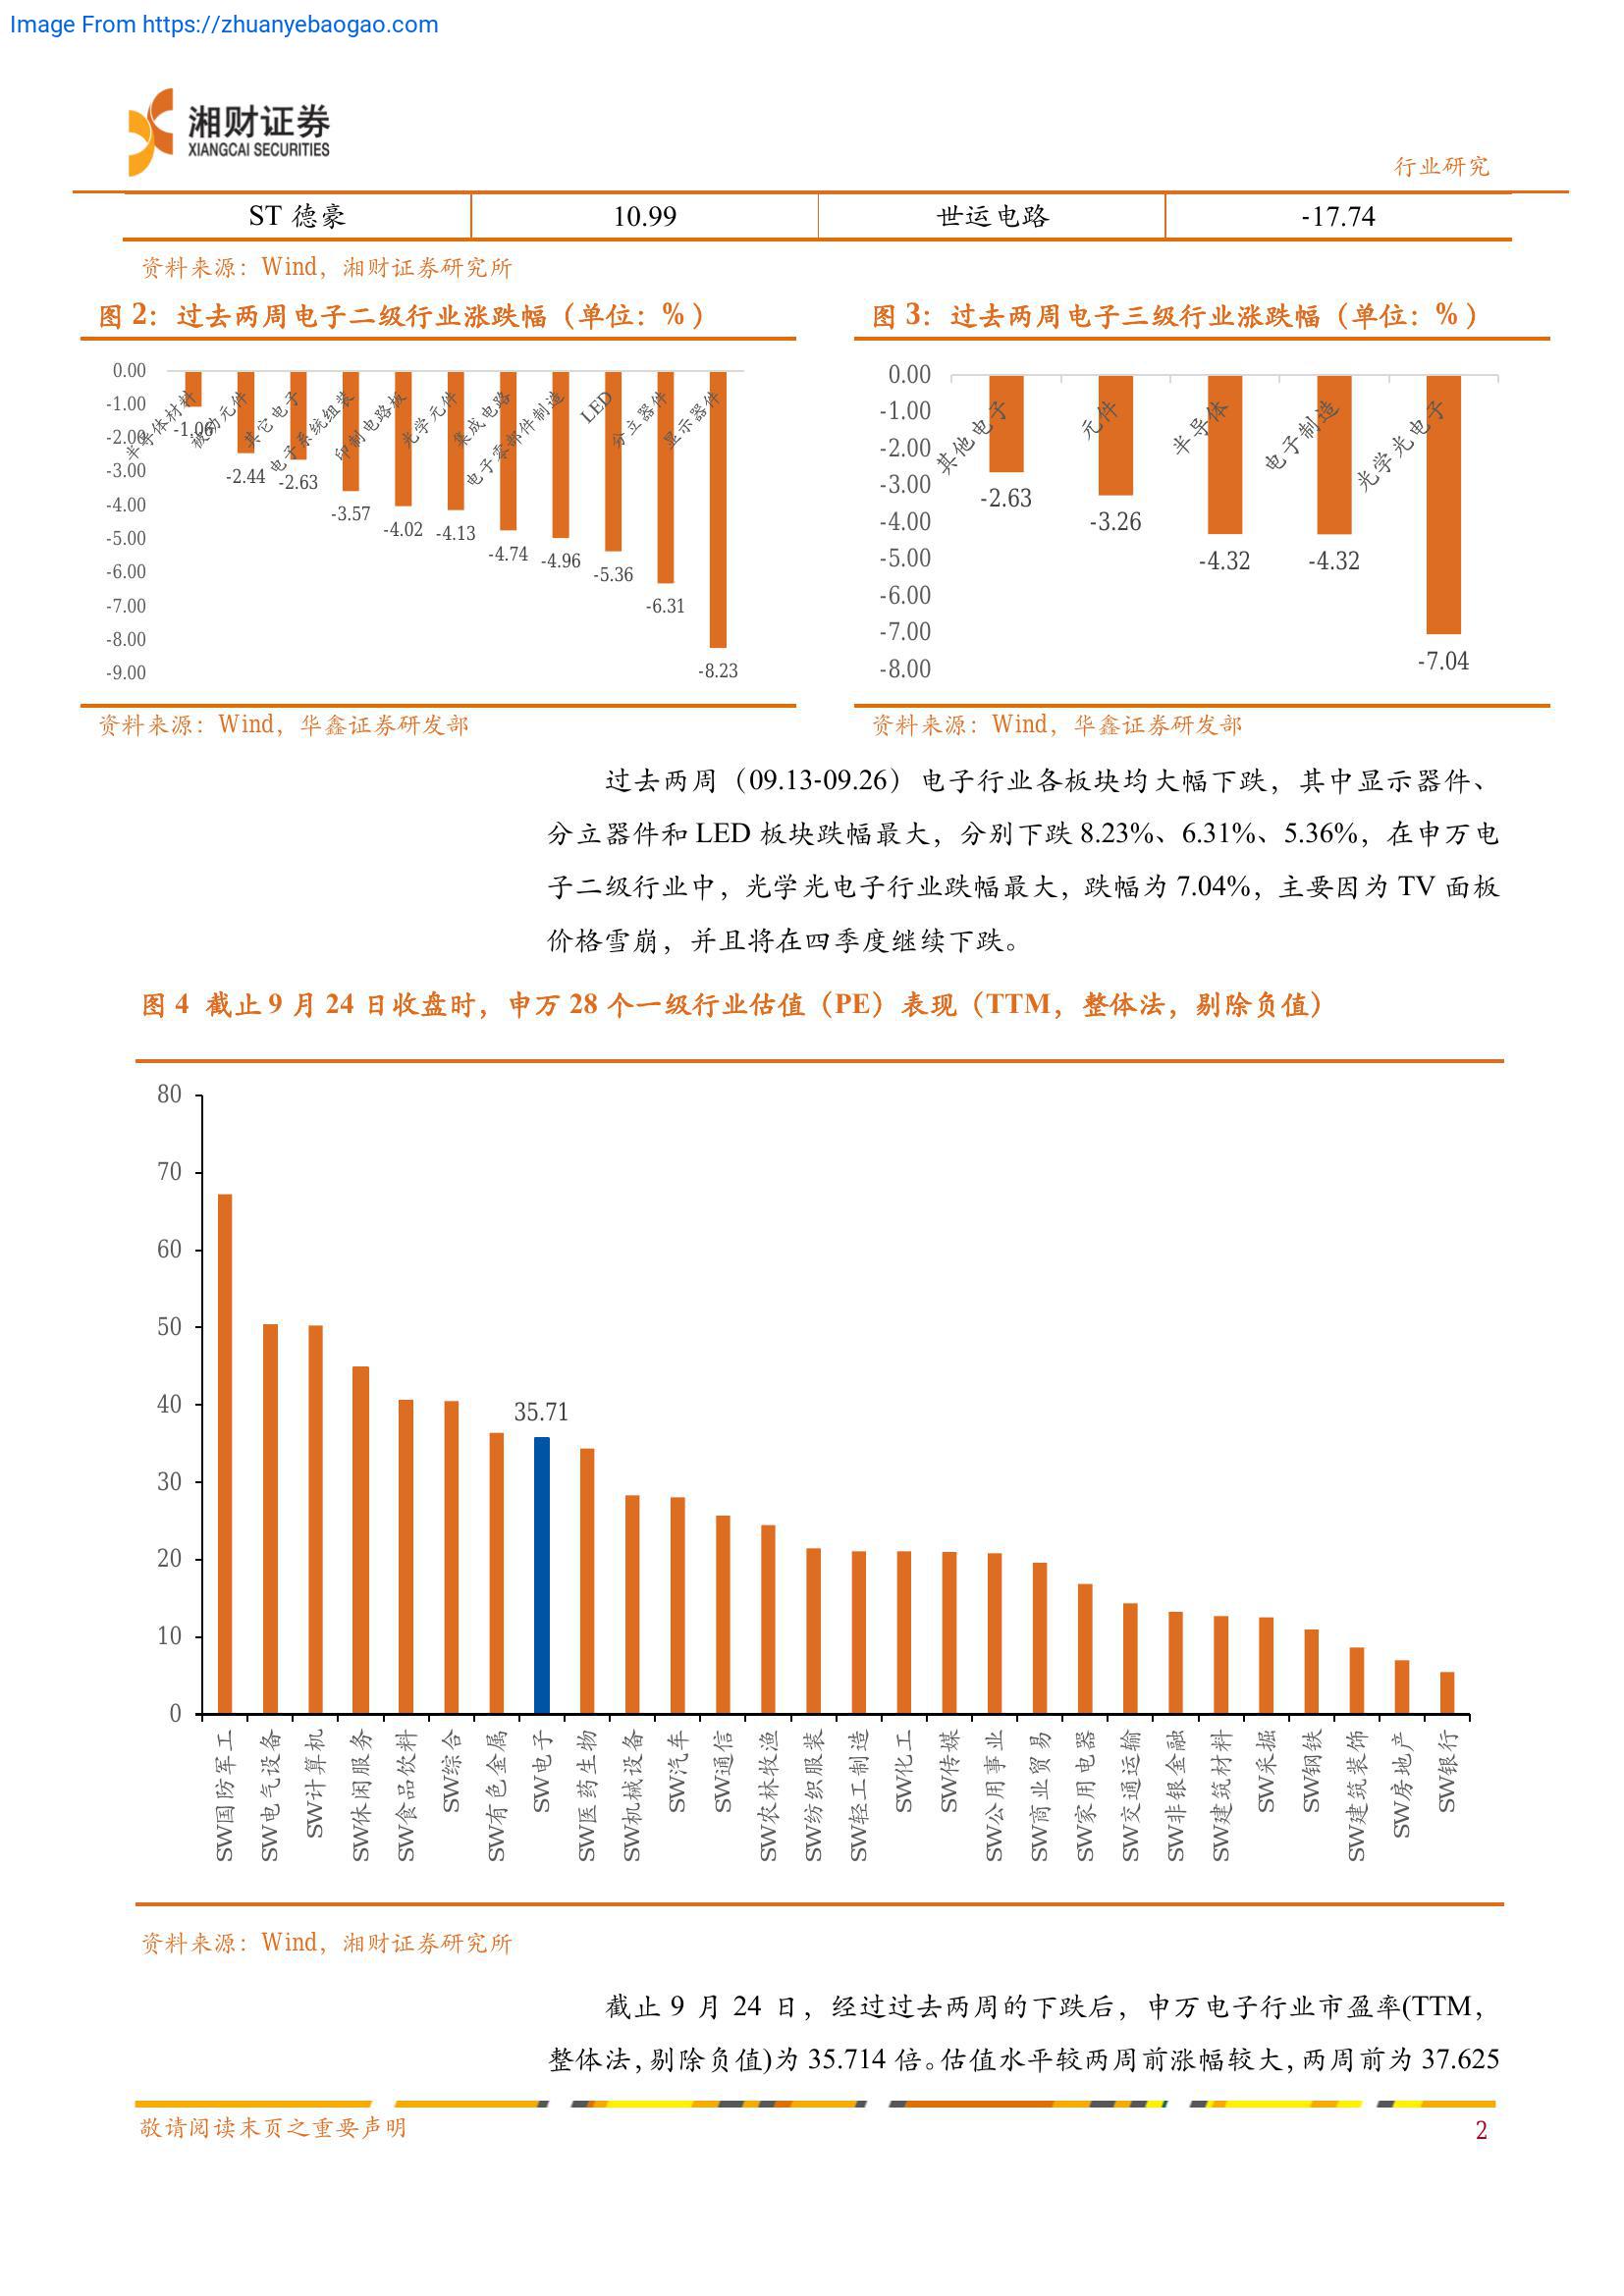 Image From https://zhuanyebaogao.com
湘财证券
XIANGCAI SECURITIES
行业研究
ST 德豪 10.99 世运电路 -17.74
资料来源：Wind，湘财证券研究所
图 2：过去两周电子二级行业涨跌幅（单位：%）
0.00
-1.00
-2.00
-3.00
-4.00
-5.00
-6.00
-7.00
-8.00
-9.00
半导体材料 被动元件 其它电子 电子系统组装 印制电路板 光学元件 集成电路 电子零部件制造 LED 分立器件 显示器件
-1.06 -2.44 -2.63 -3.57 -4.02 -4.13 -4.74 -4.96 -5.36 -6.31 -8.23
资料来源：Wind，华鑫证券研发部
图 3：过去两周电子三级行业涨跌幅（单位：%）
0.00
-1.00
-2.00
-3.00
-4.00
-5.00
-6.00
-7.00
-8.00
其他电子 元件 半导体 电子制造 光学光电子
-2.63 -3.26 -4.32 -4.32 -7.04
资料来源：Wind，华鑫证券研发部
过去两周（09.13-09.26）电子行业各板块均大幅下跌，其中显示器件、
分立器件和 LED 板块跌幅最大，分别下跌 8.23%、6.31%、5.36%，在申万电
子二级行业中，光学光电子行业跌幅最大，跌幅为 7.04%，主要因为 TV 面板
价格雪崩，并且将在四季度继续下跌。
图 4 截止 9 月 24 日收盘时，申万 28 个一级行业估值（PE）表现（TTM，整体法，剔除负值）
80
70
60
50
40
30
20
10
0
35.71
SW国防军工
SW电气设备
SW计算机
SW休闲服务
SW食品饮料
SW综合
SW有色金属
SW电子
SW医药生物
SW机械设备
SW汽车
SW通信
SW农林牧渔
SW纺织服装
SW轻工制造
SW化工
SW传媒
SW公用事业
SW商业贸易
SW家用电器
SW交通运输
SW非银金融
SW建筑材料
SW采掘
SW钢铁
SW建筑装饰
SW房地产
SW银行
资料来源：Wind，湘财证券研究所
截止 9 月 24 日，经过过去两周的下跌后，申万电子行业市盈率(TTM，
整体法，剔除负值)为 35.714 倍。估值水平较两周前涨幅较大，两周前为 37.625
敬请阅读末页之重要声明
2